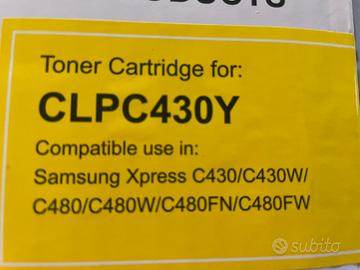 Toner Cartridge for:
CLPC430Y
Compatible use in:
Samsung Xpress C430/C430W/
C480/C480W/C480FN/C480FW
subito